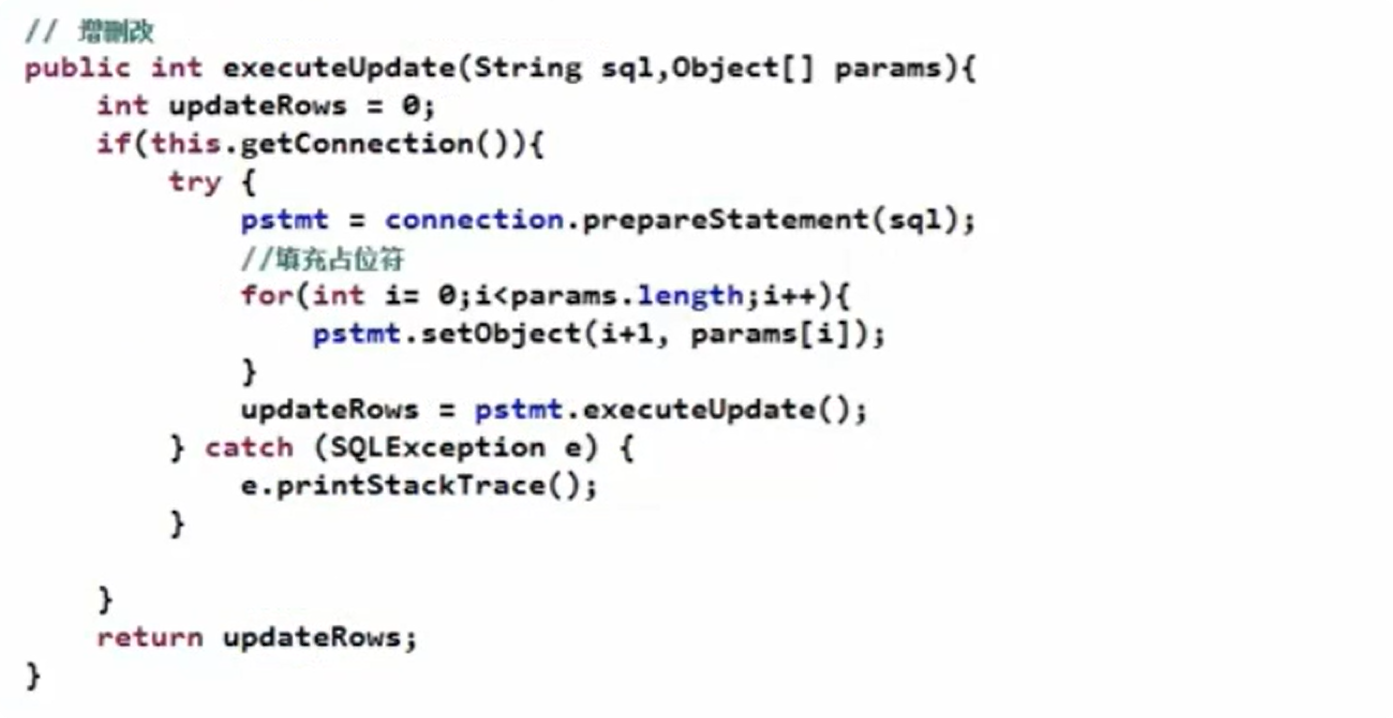 // 增删改
public int executeUpdate(String sql,Object[] params){
    int updateRows = 0;
    if(this.getConnection()){
        try {
            pstmt = connection.prepareStatement(sql);
            //填充占位符
            for(int i= 0;i<params.length;i++){
                pstmt.setObject(i+1, params[i]);
            }
            updateRows = pstmt.executeUpdate();
        } catch (SQLException e) {
            e.printStackTrace();
        }

    }
    return updateRows;
}